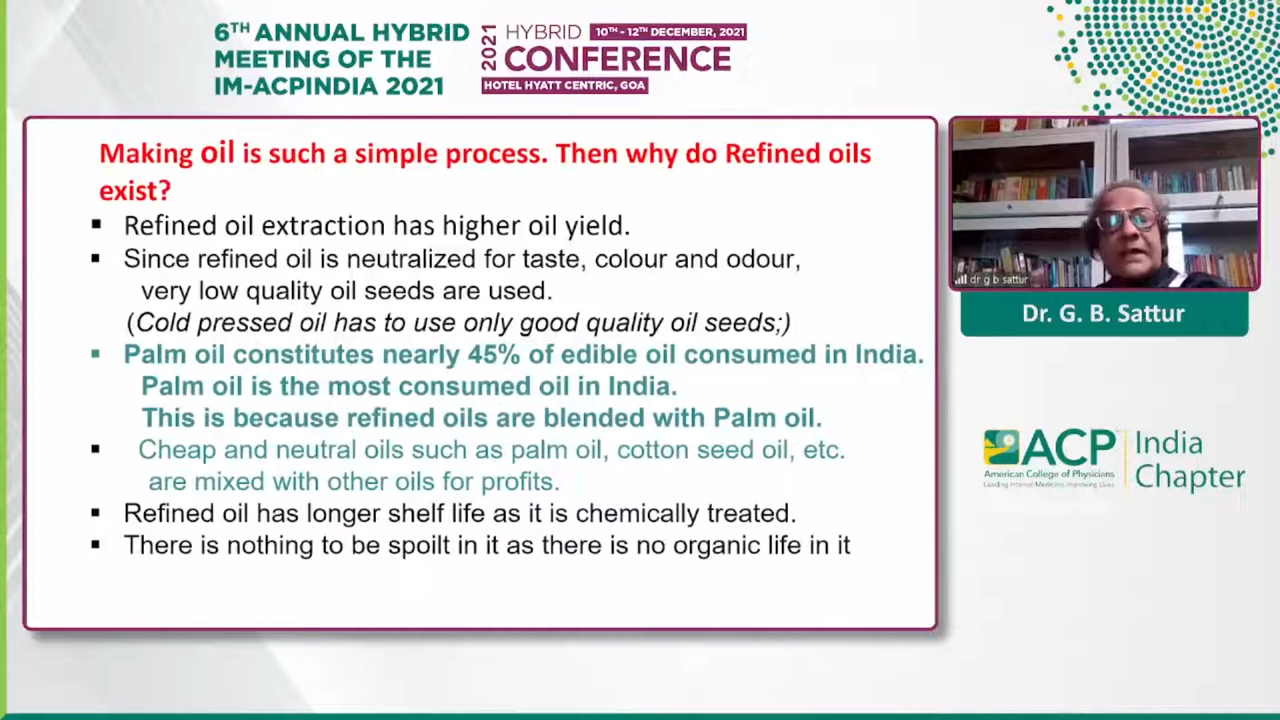 6TH ANNUAL HYBRID
MEETING OF THE
IM-ACPINDIA 2021
2021
HYBRID
10TH - 12TH DECEMBER, 2021
CONFERENCE
HOTEL HYATT CENTRIC, GOA
Making oil is such a simple process. Then why do Refined oils
exist?
▪ Refined oil extraction has higher oil yield.
▪ Since refined oil is neutralized for taste, colour and odour,
very low quality oil seeds are used.
(Cold pressed oil has to use only good quality oil seeds;)
▪ Palm oil constitutes nearly 45% of edible oil consumed in India.
Palm oil is the most consumed oil in India.
This is because refined oils are blended with Palm oil.
▪ Cheap and neutral oils such as palm oil, cotton seed oil, etc.
are mixed with other oils for profits.
▪ Refined oil has longer shelf life as it is chemically treated.
▪ There is nothing to be spoilt in it as there is no organic life in it
dr g b sattur
Dr. G. B. Sattur
ACP
American College of Physicians
Leading Internal Medicine, Improving Lives
India
Chapter